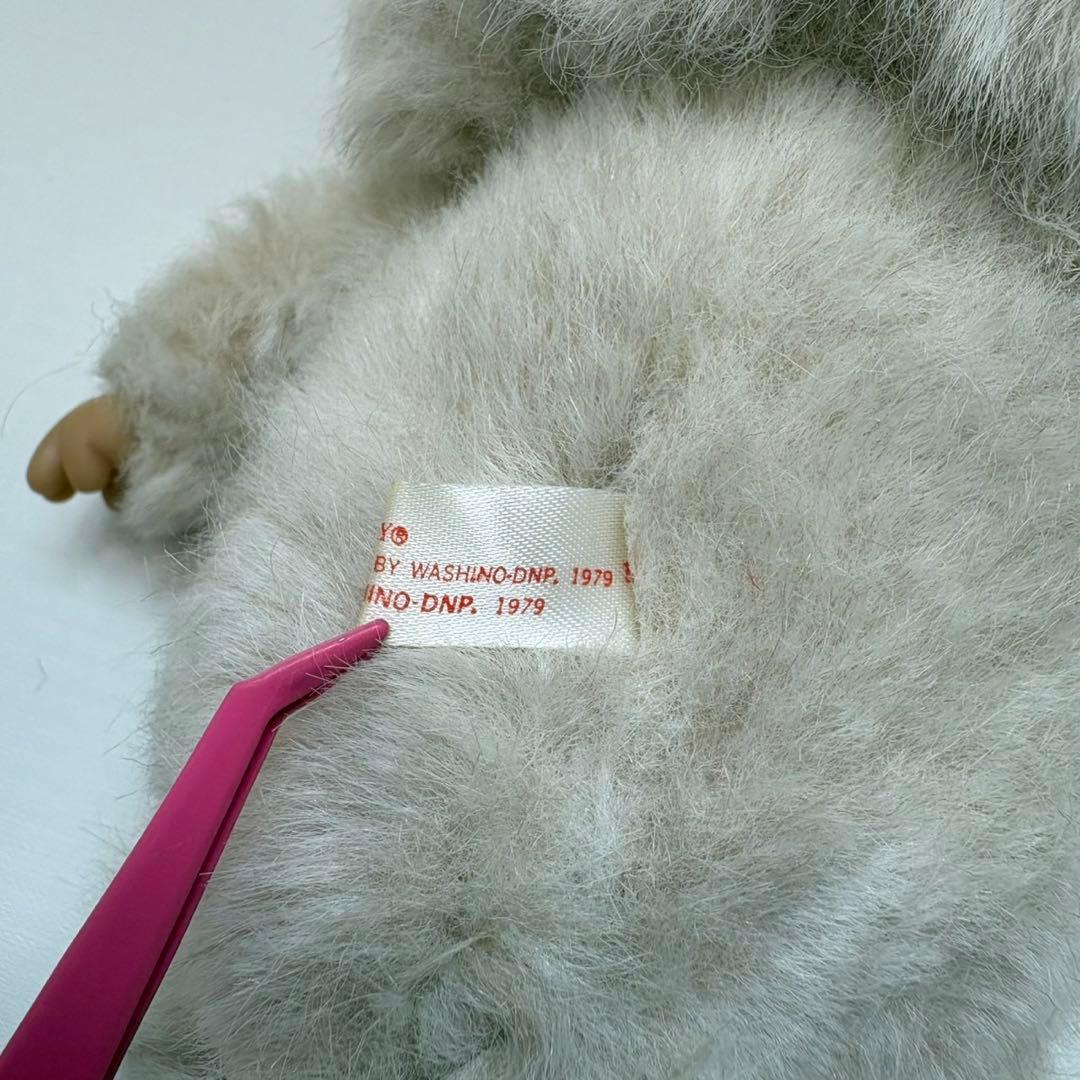 Y®
BY WASHINO-DNP. 1979
INO-DNP. 1979